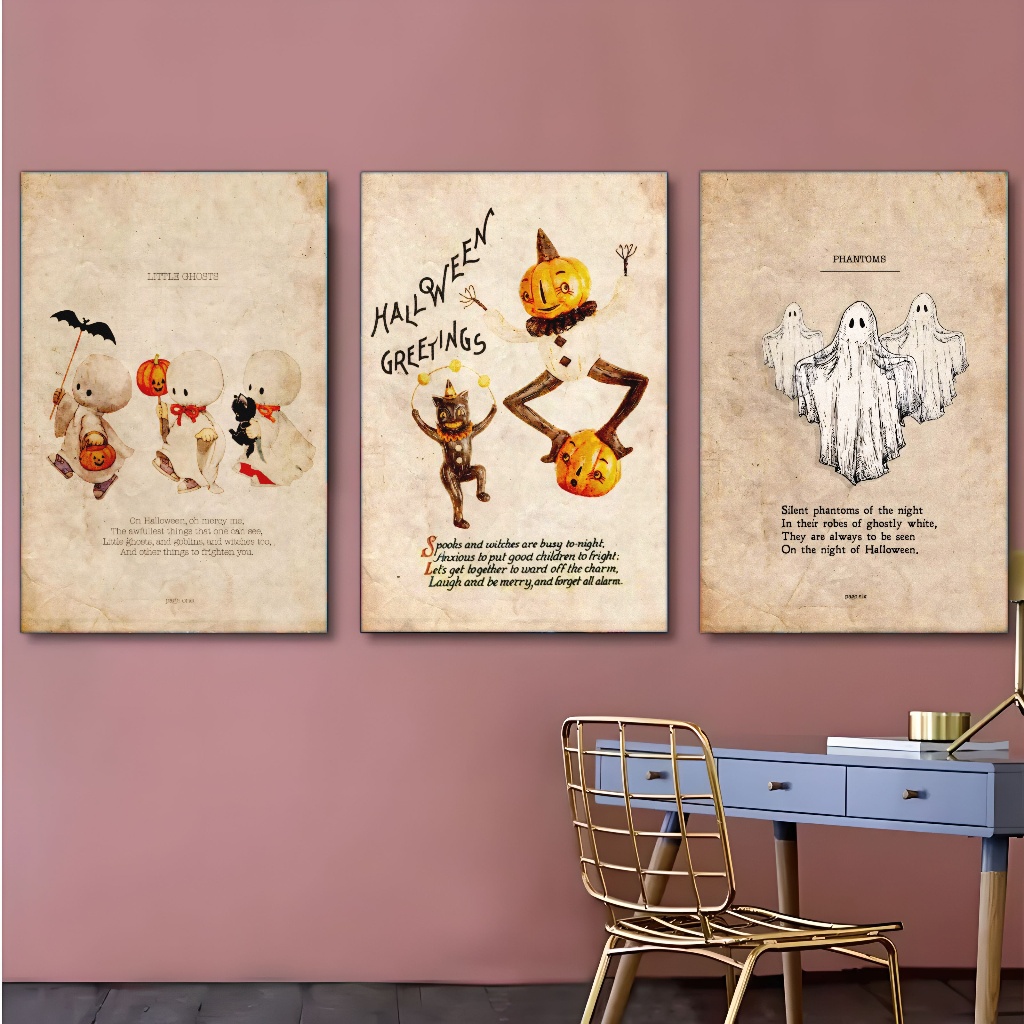 LITTLE GHOSTS
On Halloween, oh mercy me,
The awfullest things that one can see,
Little ghosts, and goblins, and witches too,
And other things to frighten you.
HALLOWEEN
GREETINGS
Spooks and witches are busy to-night,
Anxious to put good children to fright;
Let's get together to ward off the charm,
Laugh and be merry, and forget all alarm.
PHANTOMS
Silent phantoms of the night
In their robes of ghostly white,
They are always to be seen
On the night of Halloween.
page six